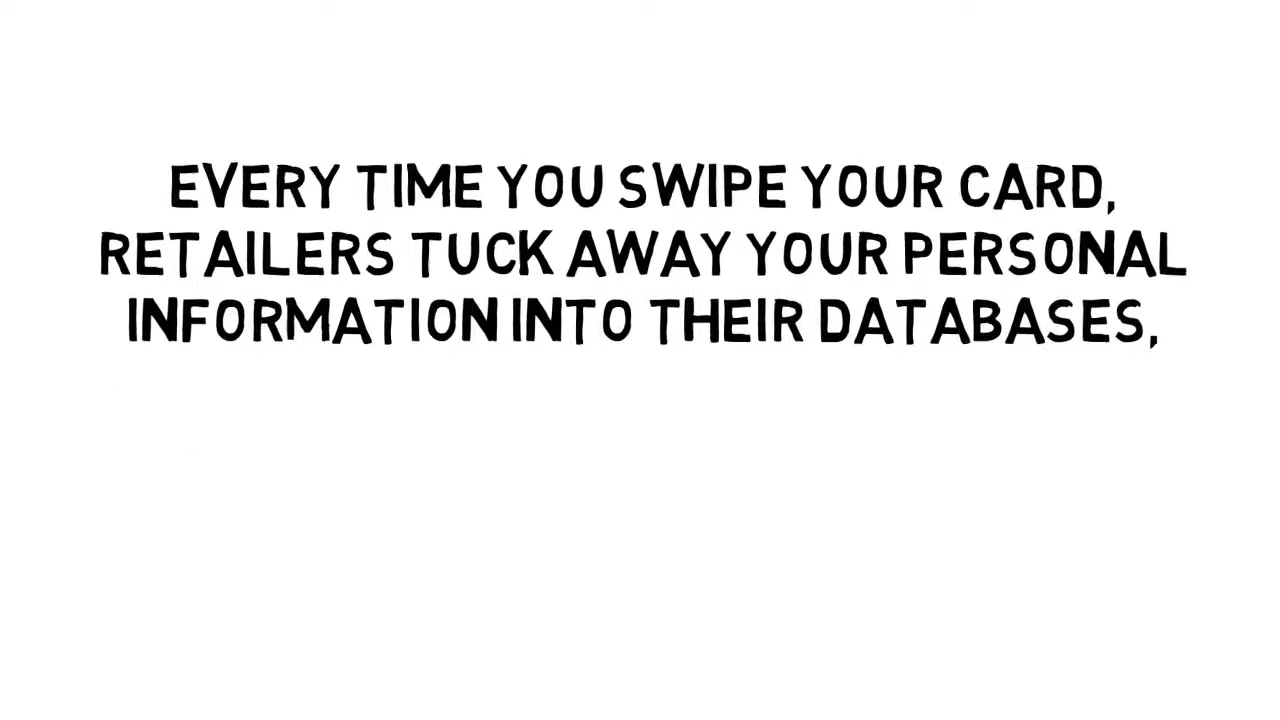 EVERY TIME YOU SWIPE YOUR CARD,
RETAILERS TUCK AWAY YOUR PERSONAL
INFORMATION INTO THEIR DATABASES,